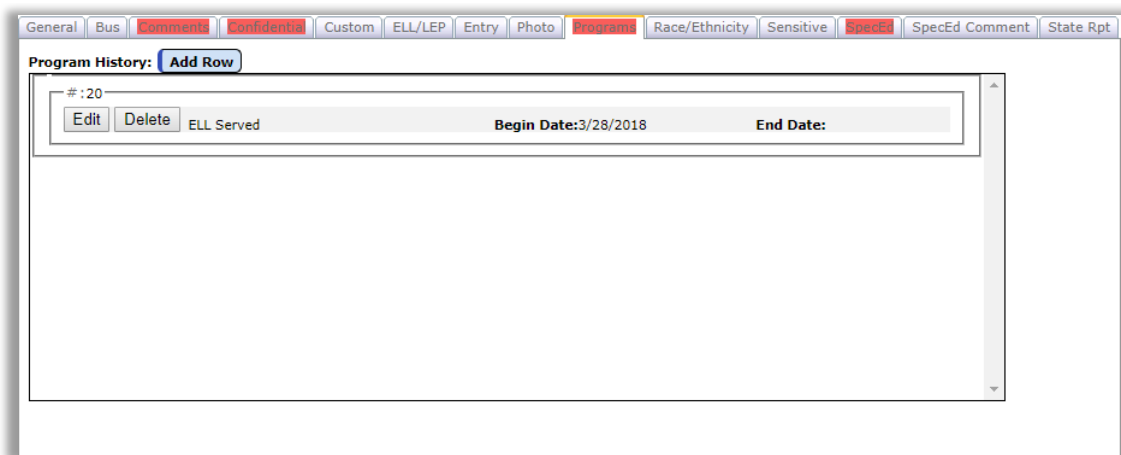 General Bus Comments Confidential Custom ELL/LEP Entry Photo Programs Race/Ethnicity Sensitive SpecEd SpecEd Comment State Rpt
Program History: Add Row
#:20
Edit Delete ELL Served Begin Date:3/28/2018 End Date: